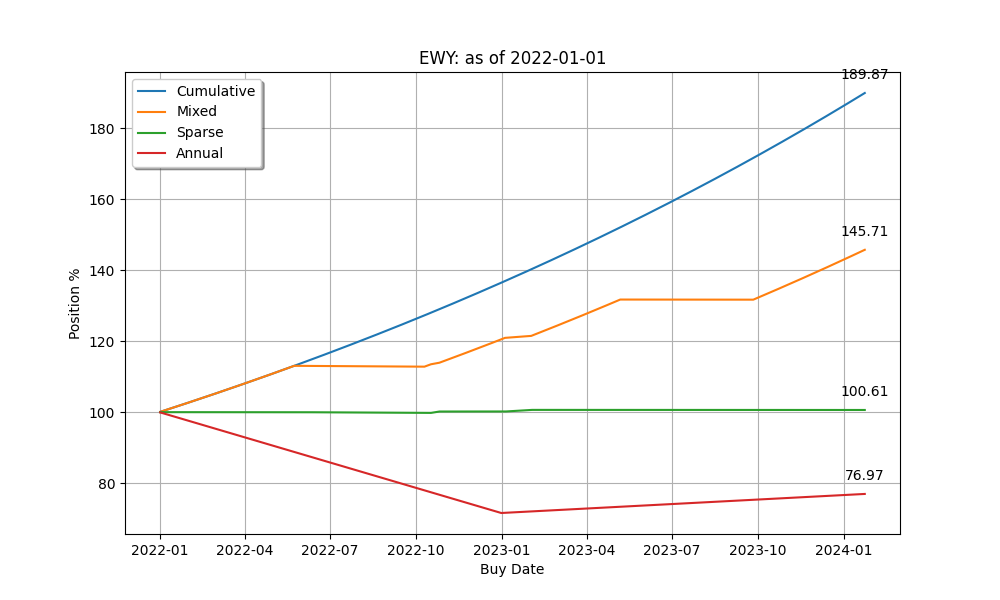 EWY: as of 2022-01-01
189.87
Cumulative
Mixed
Sparse
Annual
145.71
100.61
76.97
180
160
140
120
100
80
Position %
2022-01 2022-04 2022-07 2022-10 2023-01 2023-04 2023-07 2023-10 2024-01
Buy Date